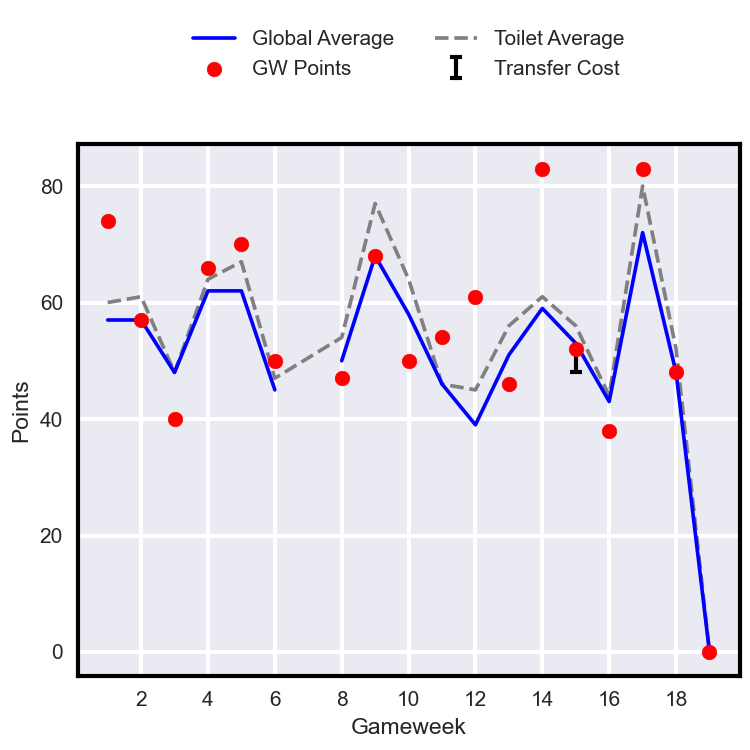 Global Average
GW Points
Toilet Average
Transfer Cost
Points
80
60
40
20
0
2 4 6 8 10 12 14 16 18
Gameweek